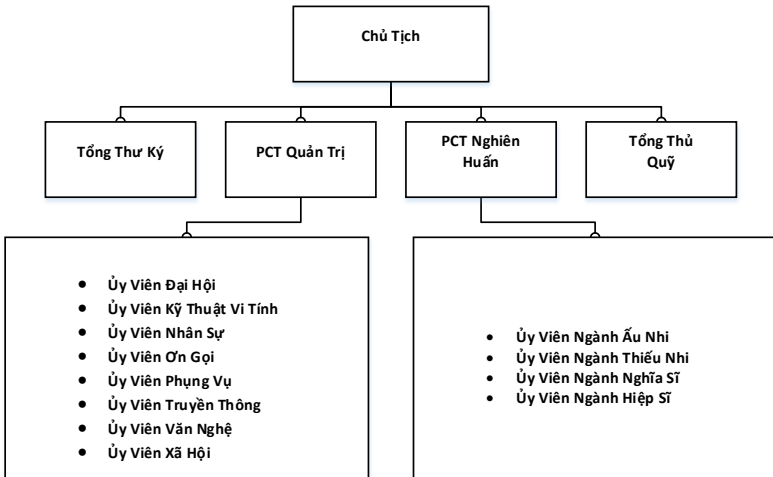 Chủ Tịch
Tổng Thư Ký
PCT Quản Trị
PCT Nghiên
Huấn
Tổng Thủ
Quỹ
• Ủy Viên Đại Hội
• Ủy Viên Kỹ Thuật Vi Tính
• Ủy Viên Nhân Sự
• Ủy Viên Ơn Gọi
• Ủy Viên Phụng Vụ
• Ủy Viên Truyền Thông
• Ủy Viên Văn Nghệ
• Ủy Viên Xã Hội
• Ủy Viên Ngành Ấu Nhi
• Ủy Viên Ngành Thiếu Nhi
• Ủy Viên Ngành Nghĩa Sĩ
• Ủy Viên Ngành Hiệp Sĩ